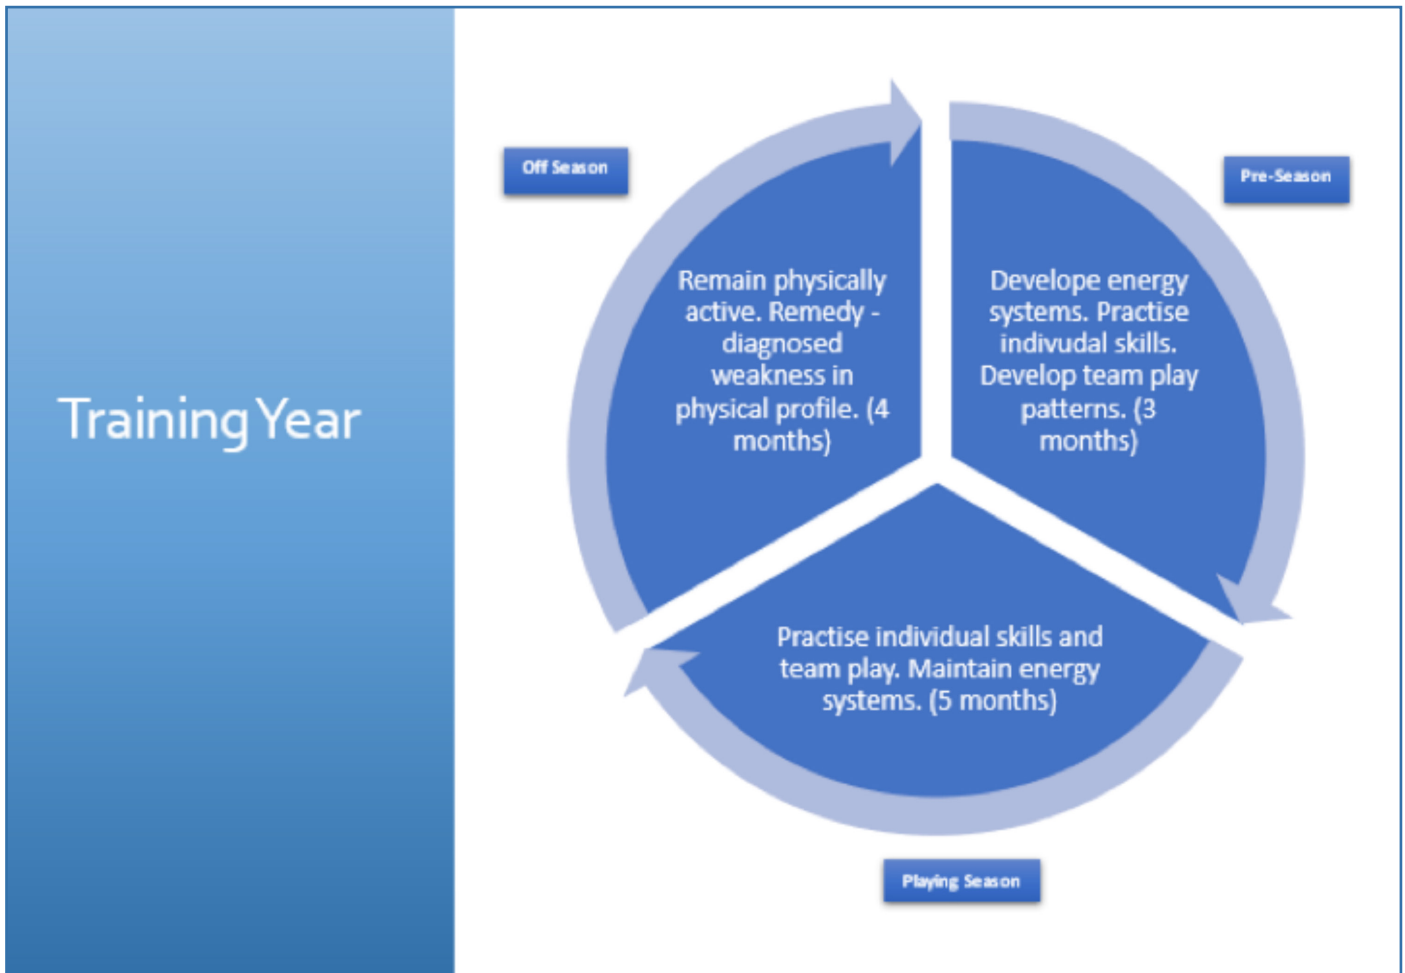 Training Year
Off Season
Remain physically
active. Remedy -
diagnosed
weakness in
physical profile. (4
months)
Pre-Season
Develope energy
systems. Practise
indivudal skills.
Develop team play
patterns. (3
months)
Practise individual skills and
team play. Maintain energy
systems. (5 months)
Playing Season